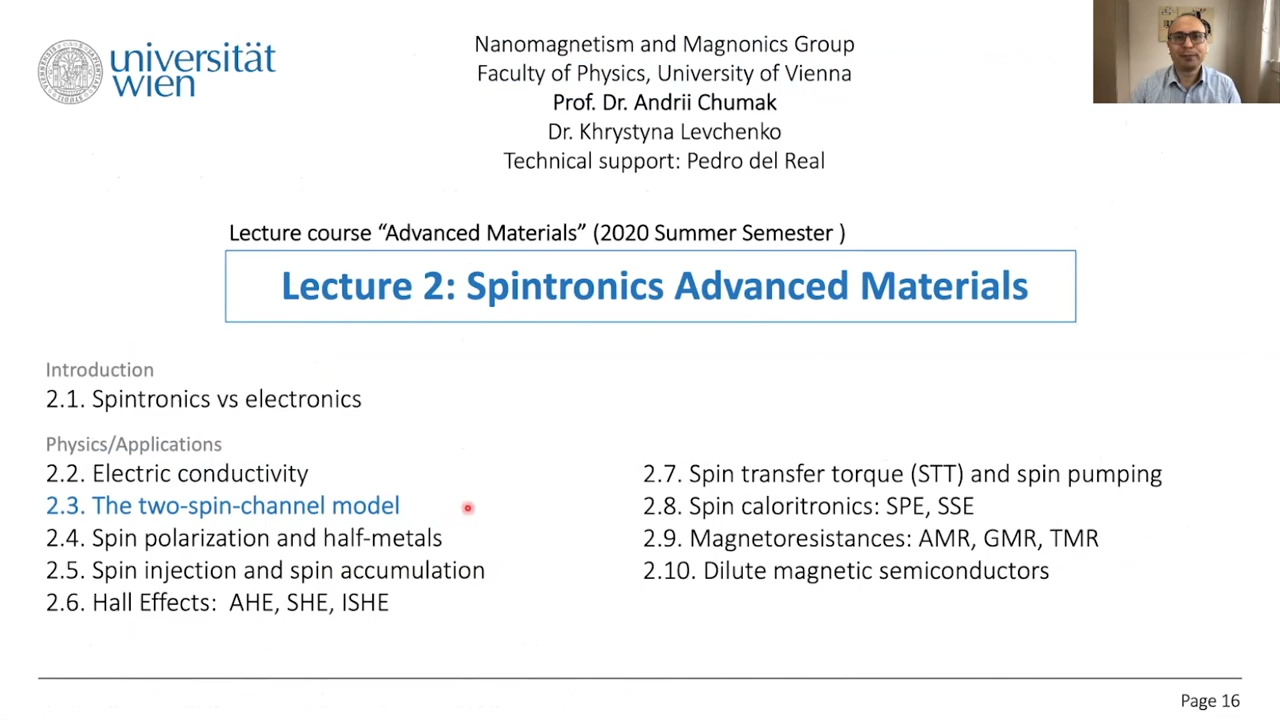 universität
wien
Nanomagnetism and Magnonics Group
Faculty of Physics, University of Vienna
Prof. Dr. Andrii Chumak
Dr. Khrystyna Levchenko
Technical support: Pedro del Real
Lecture course “Advanced Materials” (2020 Summer Semester )
Lecture 2: Spintronics Advanced Materials
Introduction
2.1. Spintronics vs electronics
Physics/Applications
2.2. Electric conductivity
2.3. The two-spin-channel model
2.4. Spin polarization and half-metals
2.5. Spin injection and spin accumulation
2.6. Hall Effects:  AHE, SHE, ISHE
2.7. Spin transfer torque (STT) and spin pumping
2.8. Spin caloritronics: SPE, SSE
2.9. Magnetoresistances: AMR, GMR, TMR
2.10. Dilute magnetic semiconductors
Page 16